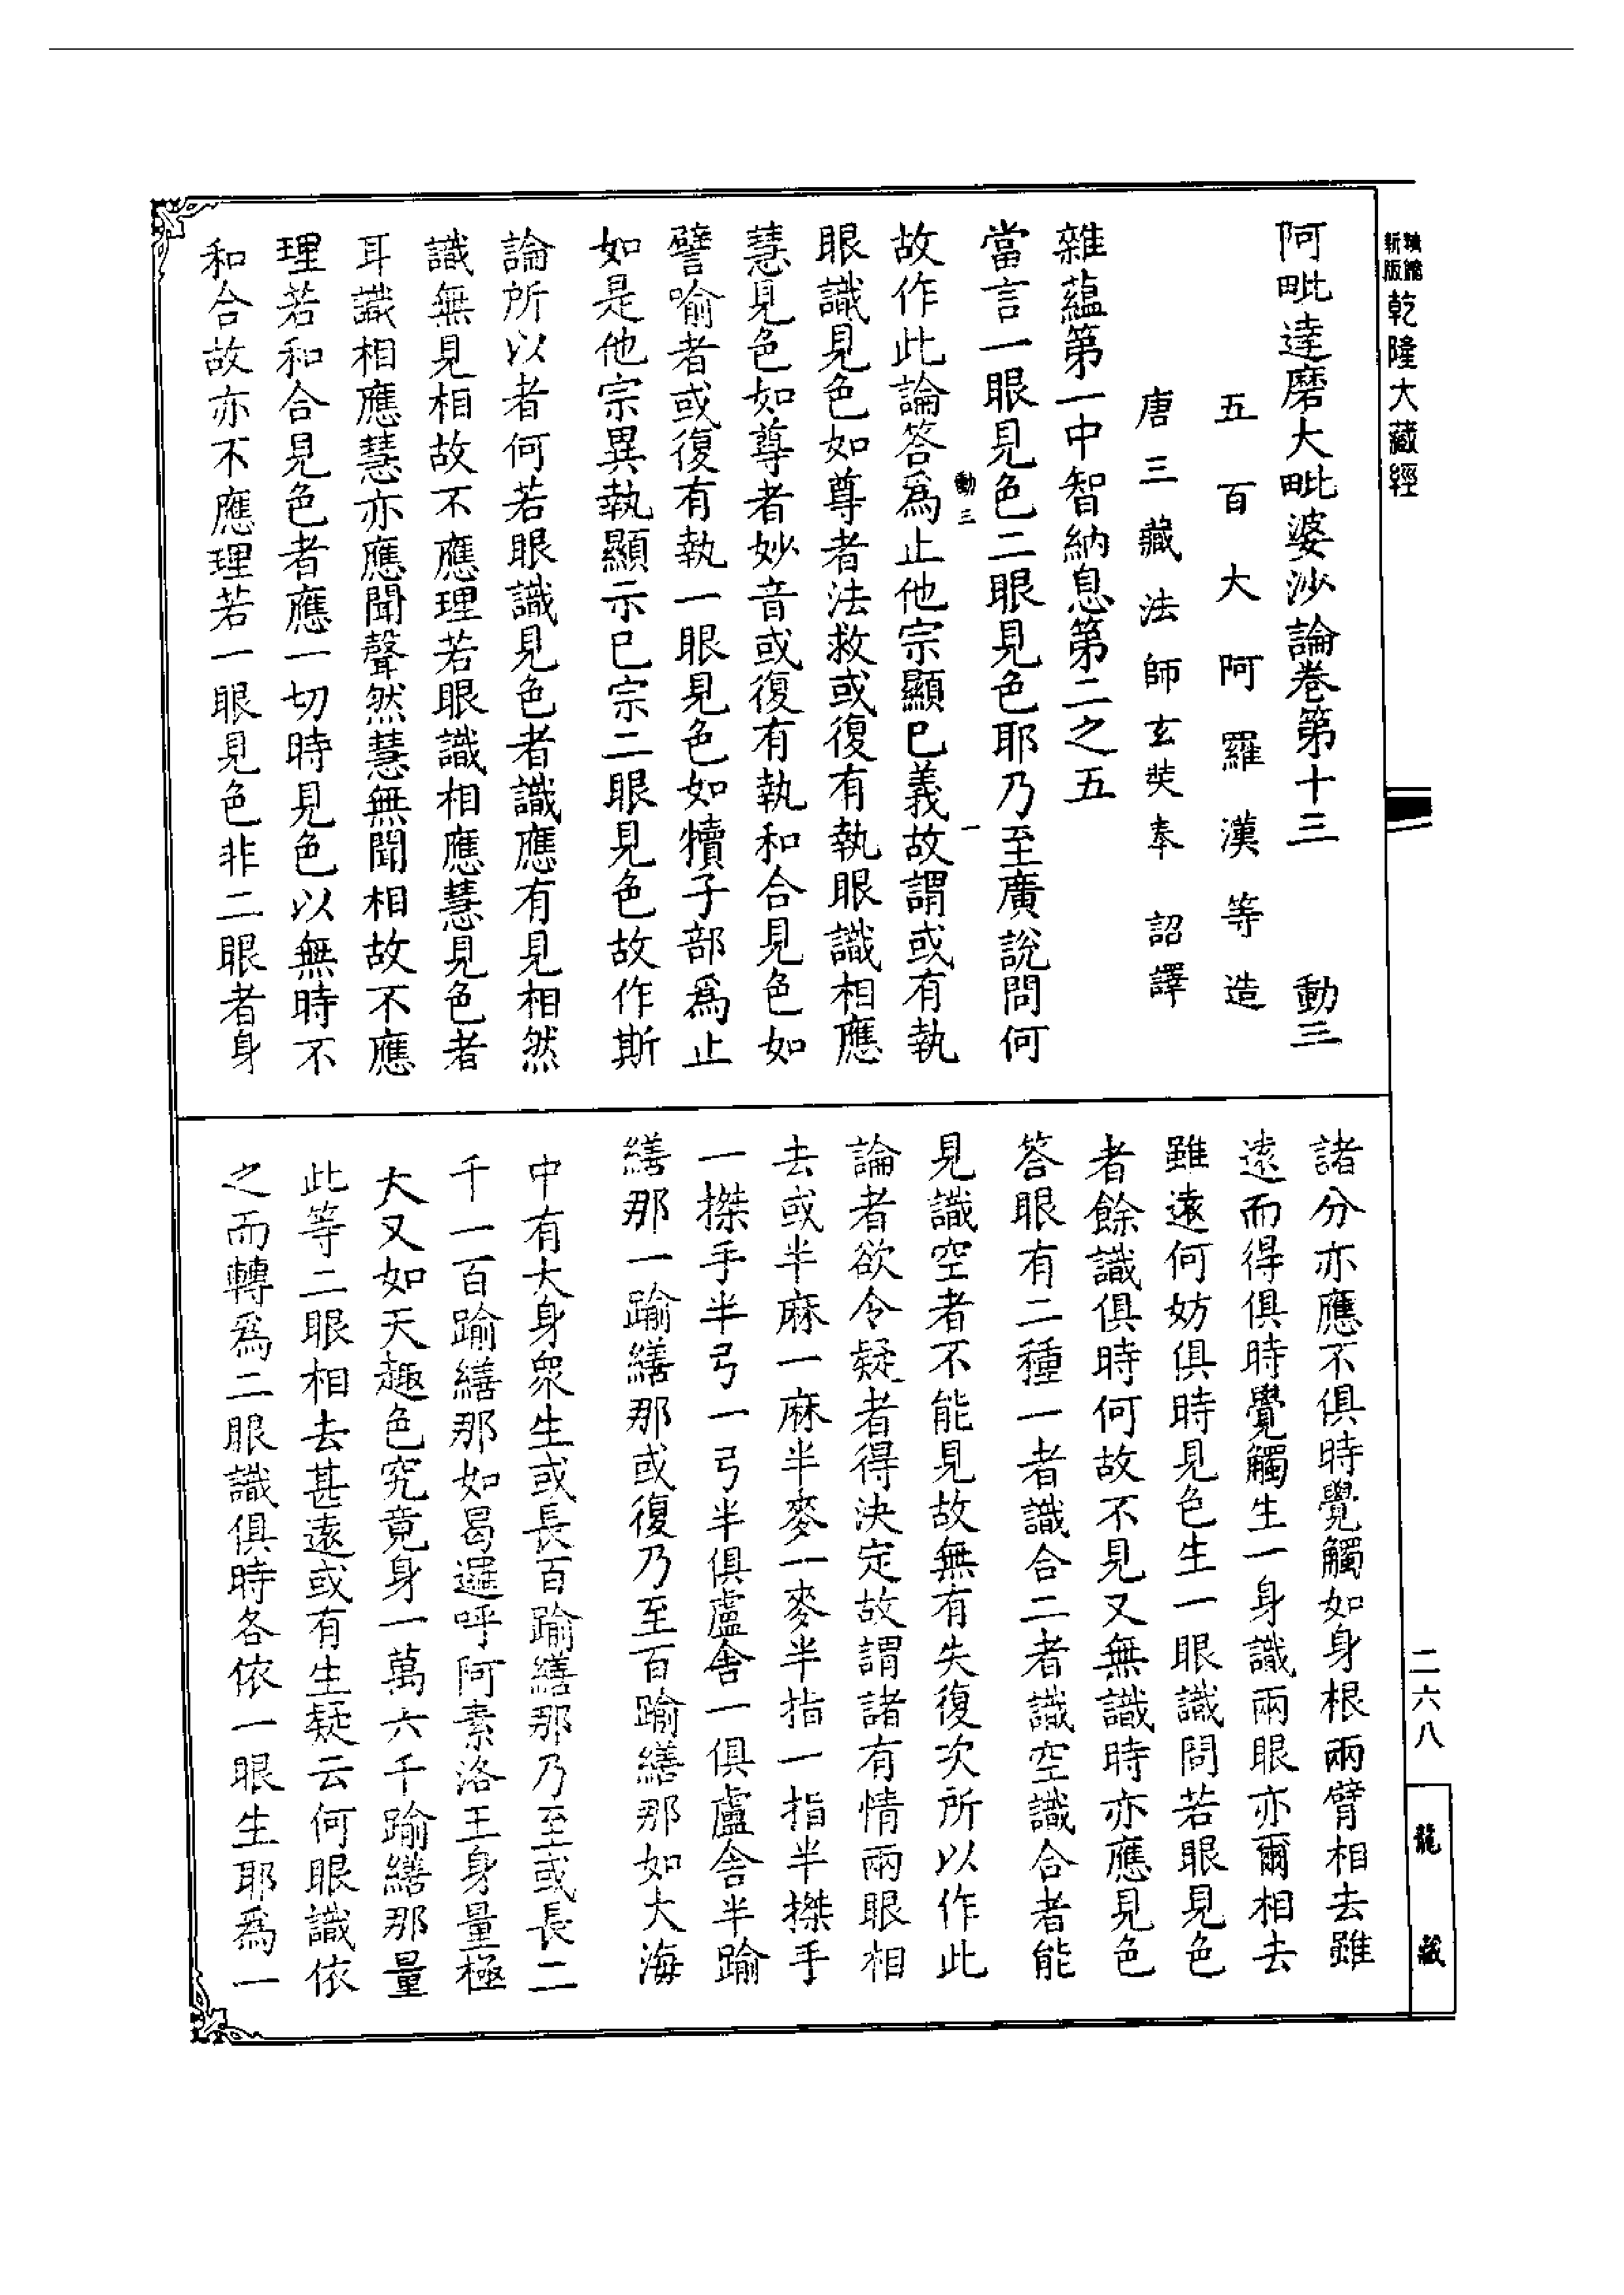 乾隆大藏經
新版
阿毗達磨大毗婆沙論卷第十三　動三
五百大阿羅漢等造
唐三藏法師玄奘奉　詔譯
雜蘊第一中智納息第二之五
當言一眼見色二眼見色耶乃至廣說問何
動三　一
故作此論答為止他宗顯已義故謂或有執
眼識見色如尊者法救或復有執眼識相應
慧見色如尊者妙音或復有執和合見色如
譬喻者或復有執一眼見色如犢子部為止
如是他宗異執顯示已宗二眼見色故作斯
論所以者何若眼識見色者識應有見相然
識無見相故不應理若眼識相應慧見色者
耳識相應慧亦應聞聲然慧無聞相故不應
理若和合見色者應一切時見色以無時不
和合故亦不應理若一眼見色非二眼者身
諸分亦應不俱時覺觸如身根兩臂相去雖
遠而得俱時覺觸生一身識兩眼亦爾相去
雖遠何妨俱時見色生一眼識問若眼見色
者餘識俱時何故不見又無識時亦應見色
答眼有二種一者識合二者識空識合者能
見識空者不能見故無有失復次所以作此
論者欲令疑者得決定故謂諸有情兩眼相
去或半麻一麻半麥一麥半指一指半搩手
一搩手半弓一弓半俱盧舍一俱盧舍半踰
繕那一踰繕那或復乃至百踰繕那如大海
中有大身眾生或長百踰繕那乃至或長二
千一百踰繕那如曷邏呼阿素洛王身量極
大又如天趣色究竟身一萬六千踰繕那量
此等二眼相去甚遠或有生疑云何眼識依
之而轉為二眼識俱時各依一眼生耶為一
二六八
龍藏